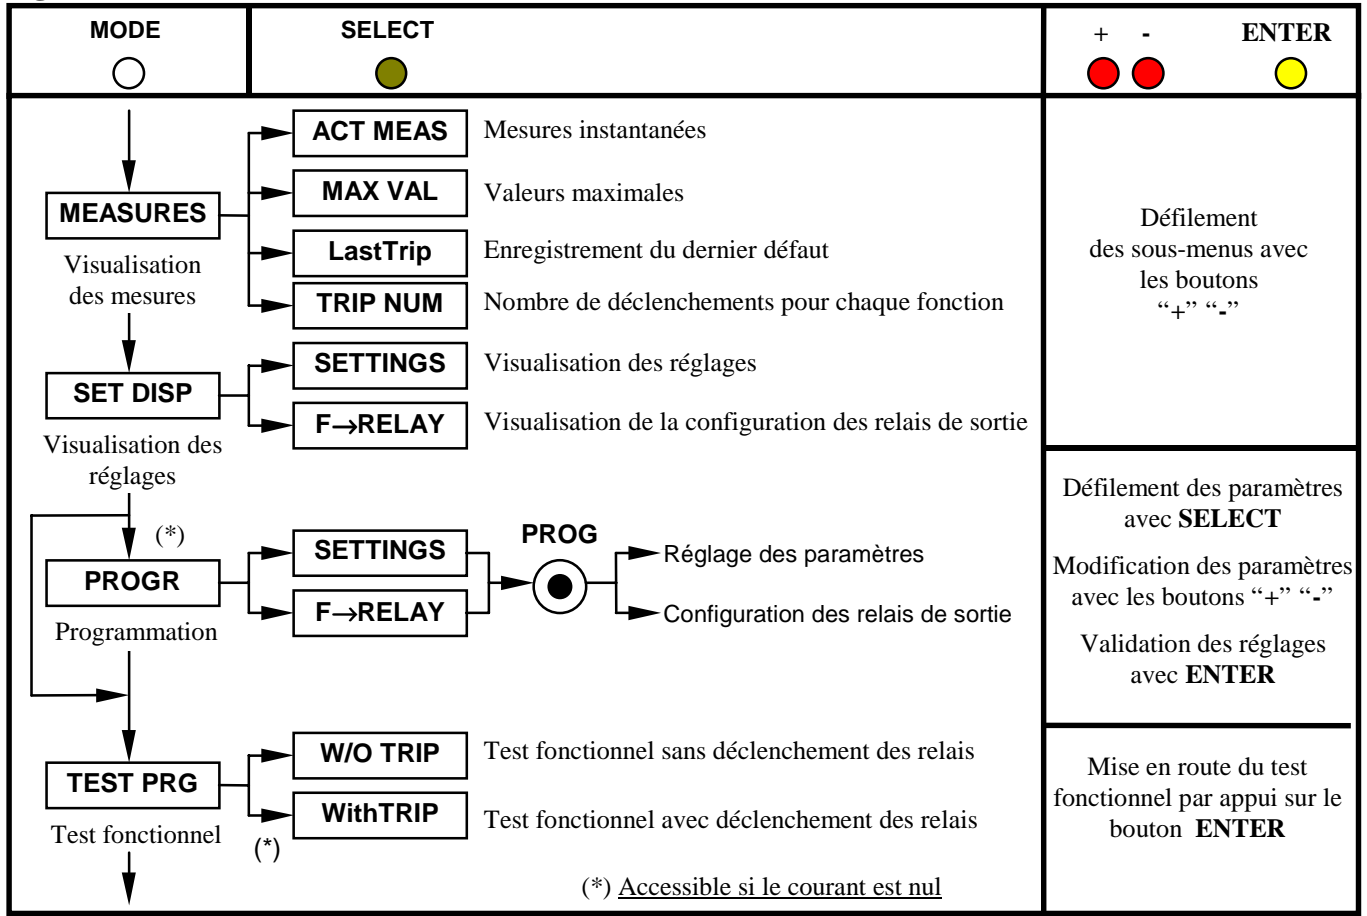 MODE
SELECT
+ -
ENTER
ACT MEAS
Mesures instantanées
MAX VAL
Valeurs maximales
MEASURES
LastTrip
Enregistrement du dernier défaut
Visualisation
des mesures
TRIP NUM
Nombre de déclenchements pour chaque fonction
Défilement
des sous-menus avec
les boutons
“+” “-”
SETTINGS
Visualisation des réglages
SET DISP
F→RELAY
Visualisation de la configuration des relais de sortie
Visualisation des
réglages
(*)
SETTINGS
PROG
Réglage des paramètres
PROGR
F→RELAY
Configuration des relais de sortie
Programmation
Défilement des paramètres
avec SELECT
Modification des paramètres
avec les boutons “+” “-”
Validation des réglages
avec ENTER
W/O TRIP
Test fonctionnel sans déclenchement des relais
TEST PRG
WithTRIP
Test fonctionnel avec déclenchement des relais
Test fonctionnel
(*)
Mise en route du test
fonctionnel par appui sur le
bouton ENTER
(*) Accessible si le courant est nul